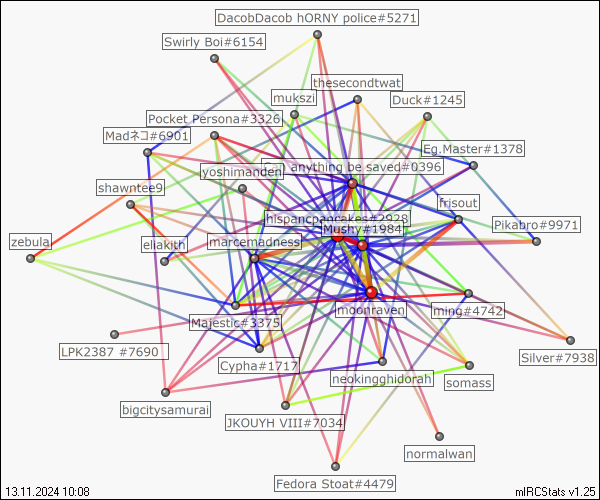 DacobDacob hORNY police#5271
Swirly Boi#6154
thesecondtwat
mukszi
Duck#1245
Pocket Persona#3326
Madネコ#6901
Eg.Master#1378
yoshimanden
anything be saved#0396
shawntee9
frisout
hispancpancakes#2928
Pikabro#9971
Mushy#1984
zebula
eliakith
marcemadness
Majestic#3375
moonraven
ming#4742
LPK2387 #7690
Cypha#1717
Silver#7938
neokingghidorah
somass
bigcitysamurai
JKOUYH VIII#7034
normalwan
Fedora Stoat#4479
13.11.2024 10:08
mIRCStats v1.25